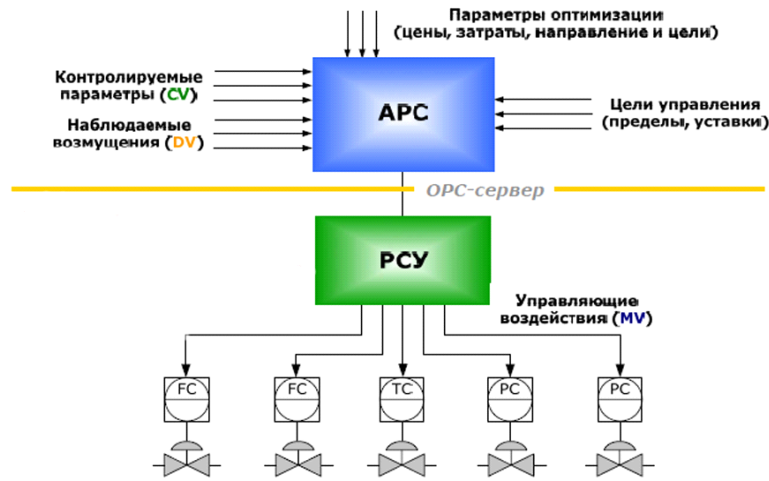 Параметры оптимизации
(цены, затраты, направление и цели)
Контролируемые
параметры (CV)
Наблюдаемые
возмущения (DV)
APC
Цели управления
(пределы, уставки)
OPC-сервер
РСУ
Управляющие
воздействия (MV)
FC
FC
TC
PC
PC